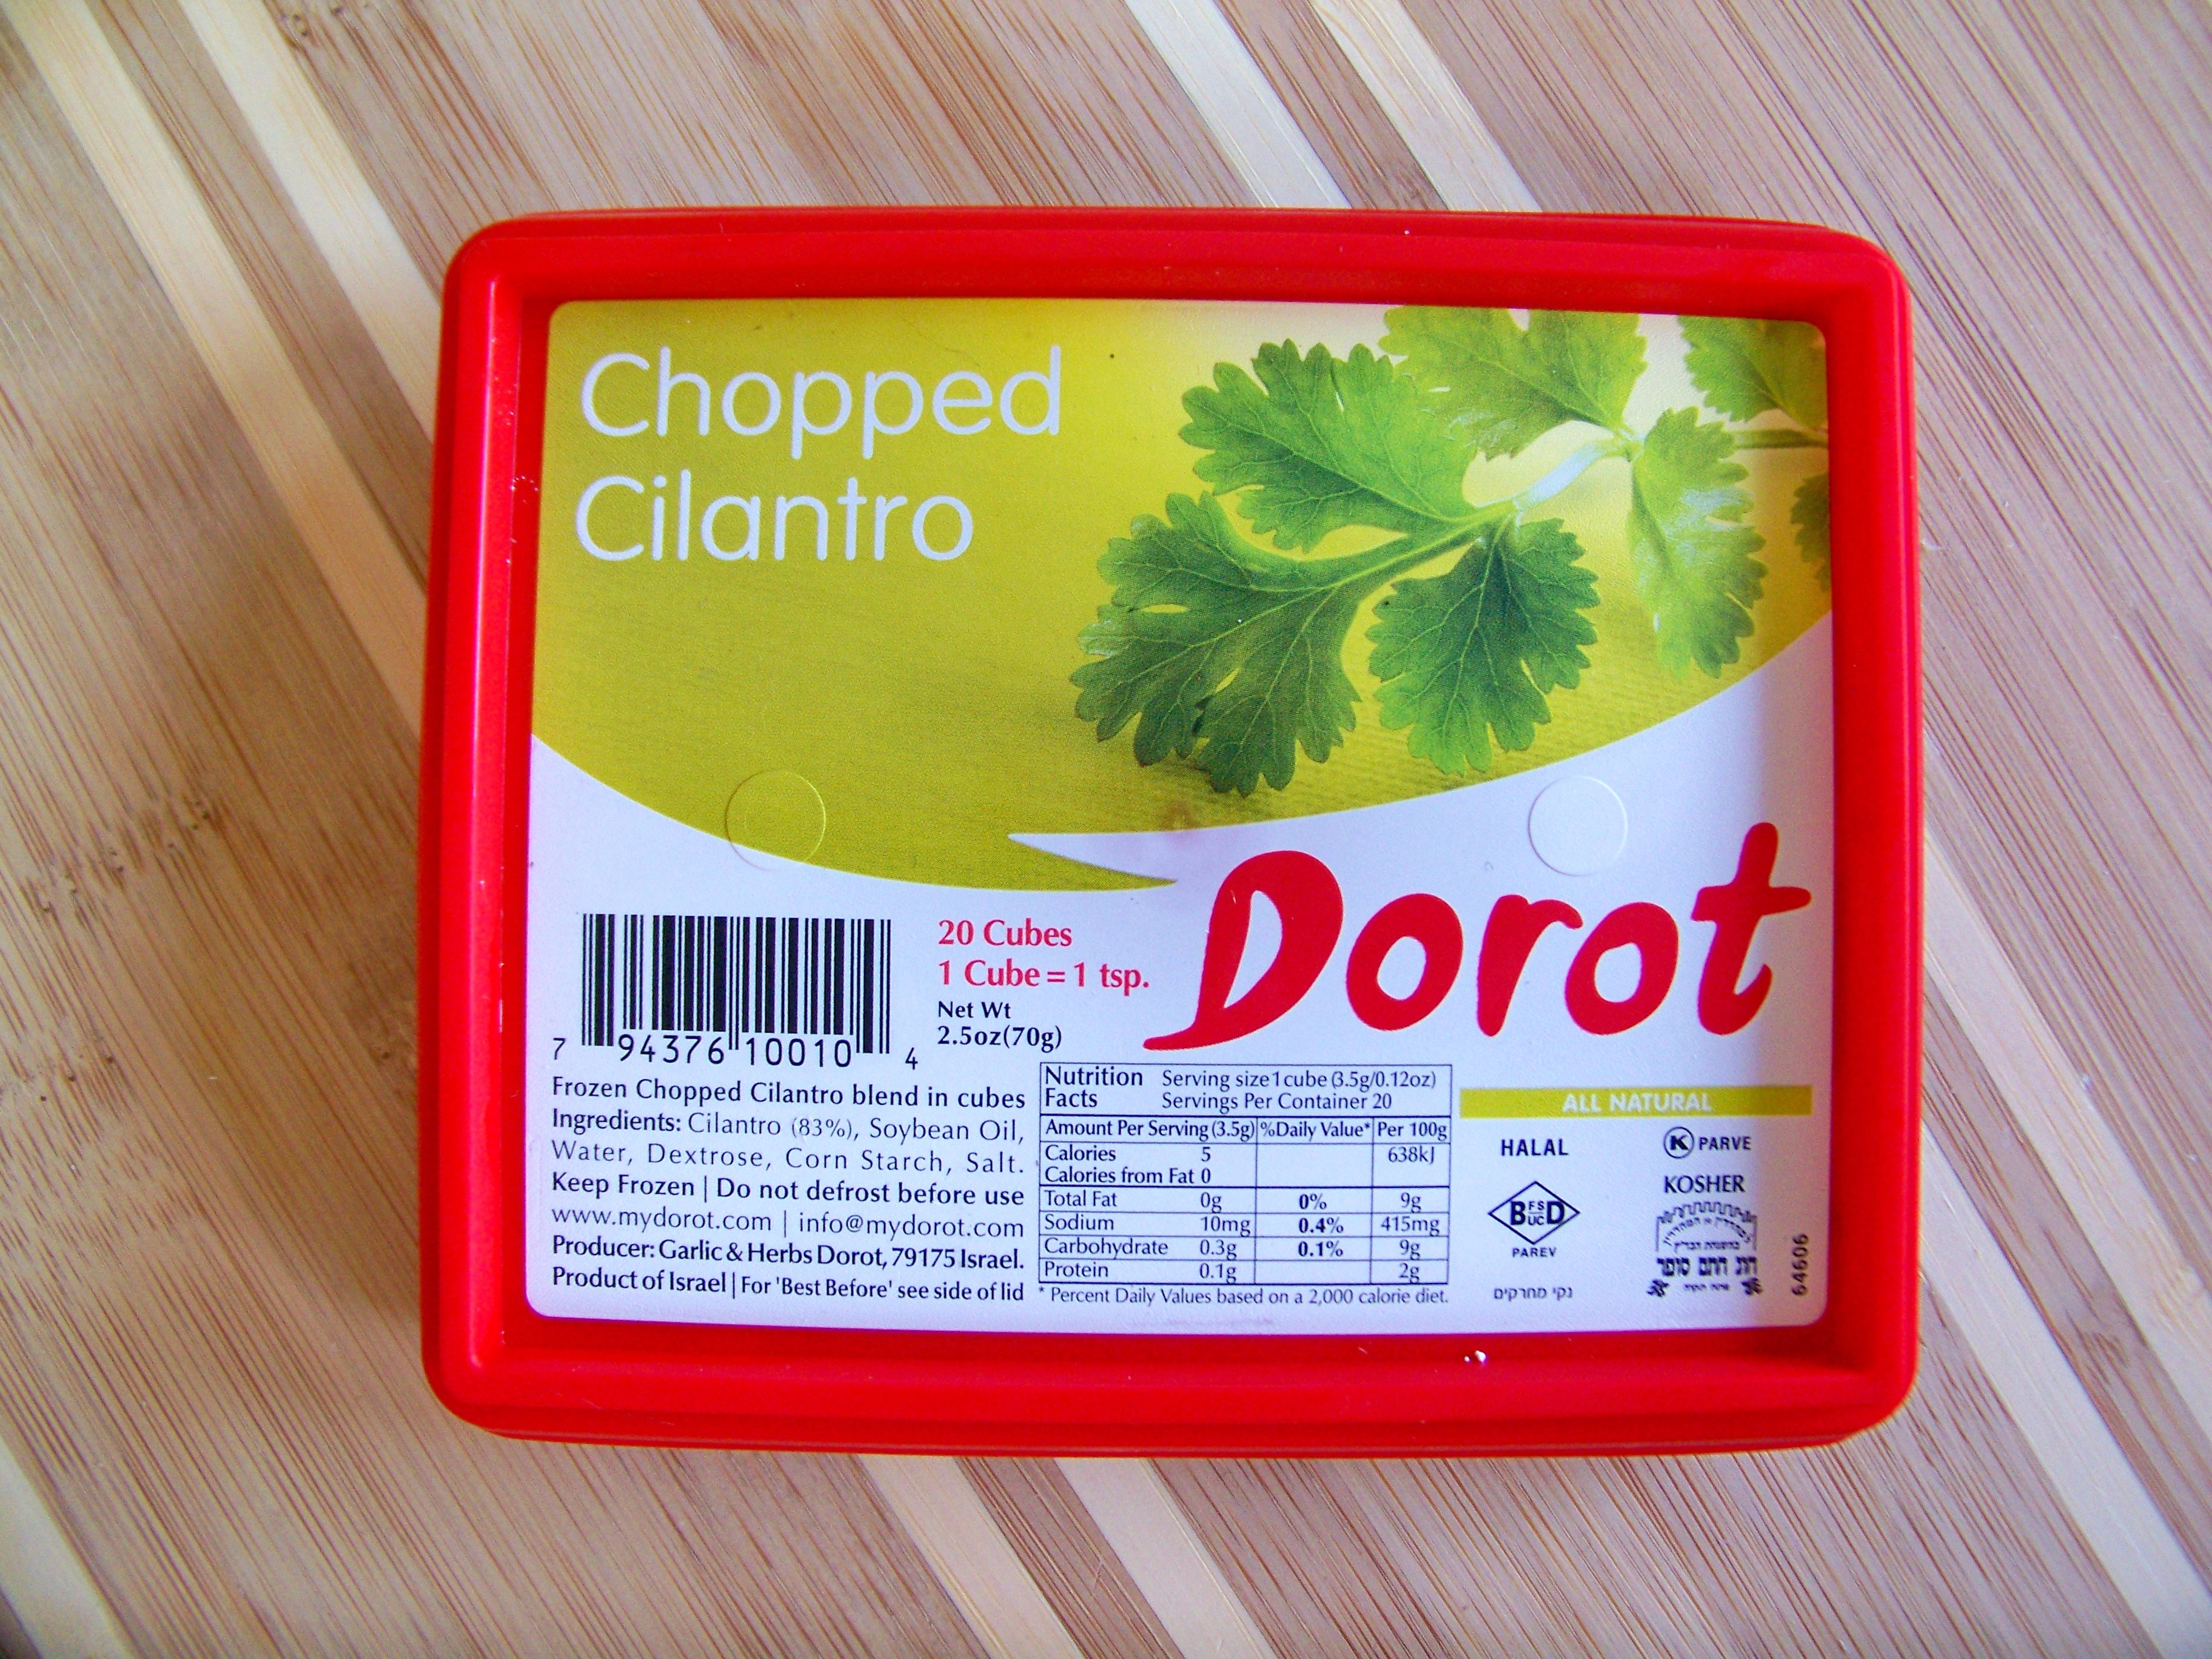 Chopped
Cilantro
Dorot
20 Cubes
1 Cube = 1 tsp.
Net Wt
2.5oz(70g)
7 94376 10010 4
Frozen Chopped Cilantro blend in cubes
Ingredients: Cilantro (83%), Soybean Oil,
Water, Dextrose, Corn Starch, Salt.
Keep Frozen | Do not defrost before use
www.mydorot.com | info@mydorot.com
Producer: Garlic & Herbs Dorot, 79175 Israel.
Product of Israel | For 'Best Before' see side of lid
Nutrition Facts
Serving size 1 cube (3.5g/0.12oz)
Servings Per Container 20
Amount Per Serving (3.5g) %Daily Value* Per 100g
Calories 5 638kJ
Calories from Fat 0
Total Fat 0g 0% 9g
Sodium 10mg 0.4% 415mg
Carbohydrate 0.3g 0.1% 9g
Protein 0.1g 2g
* Percent Daily Values based on a 2,000 calorie diet.
ALL NATURAL
HALAL
K PARVE
KOSHER
BFSUCD
PAREV
נקי מחרקים
חוג חתם סופר
64606